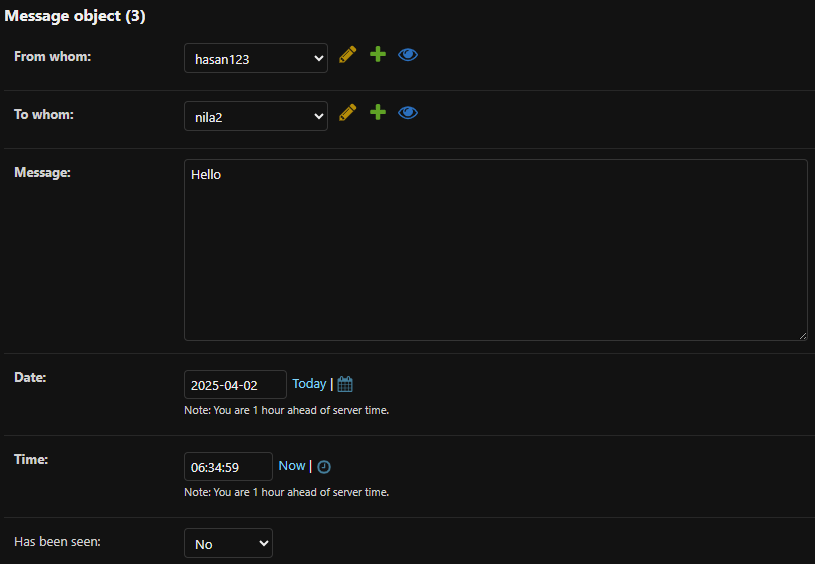 Message object (3)
From whom: hasan123
To whom: nila2
Message: Hello
Date: 2025-04-02 Today |
Note: You are 1 hour ahead of server time.
Time: 06:34:59 Now |
Note: You are 1 hour ahead of server time.
Has been seen: No